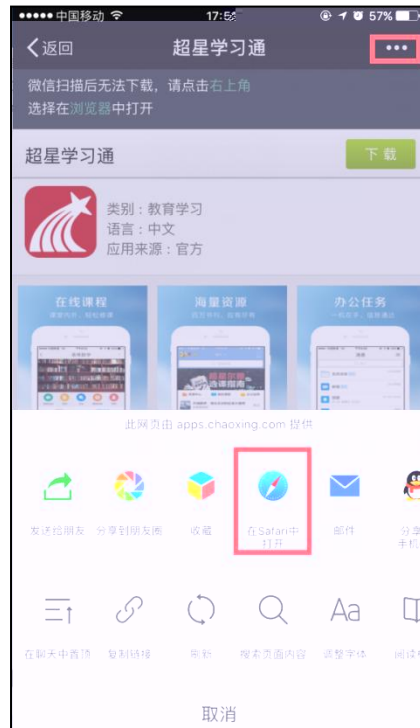 中国移动 17:5 57%
返回 超星学习通
微信扫描后无法下载，请点击右上角
选择在浏览器中打开
超星学习通 下载
类别：教育学习
语言：中文
应用来源：官方
在线课程 海量资源 办公任务
此网页由 apps.chaoxing.com 提供
发送给朋友 分享到朋友圈 收藏 在Safari中 邮件 分享
打开 手机
在聊天中置顶 复制链接 刷新 搜索页面内容 调整字体 阅读
取消